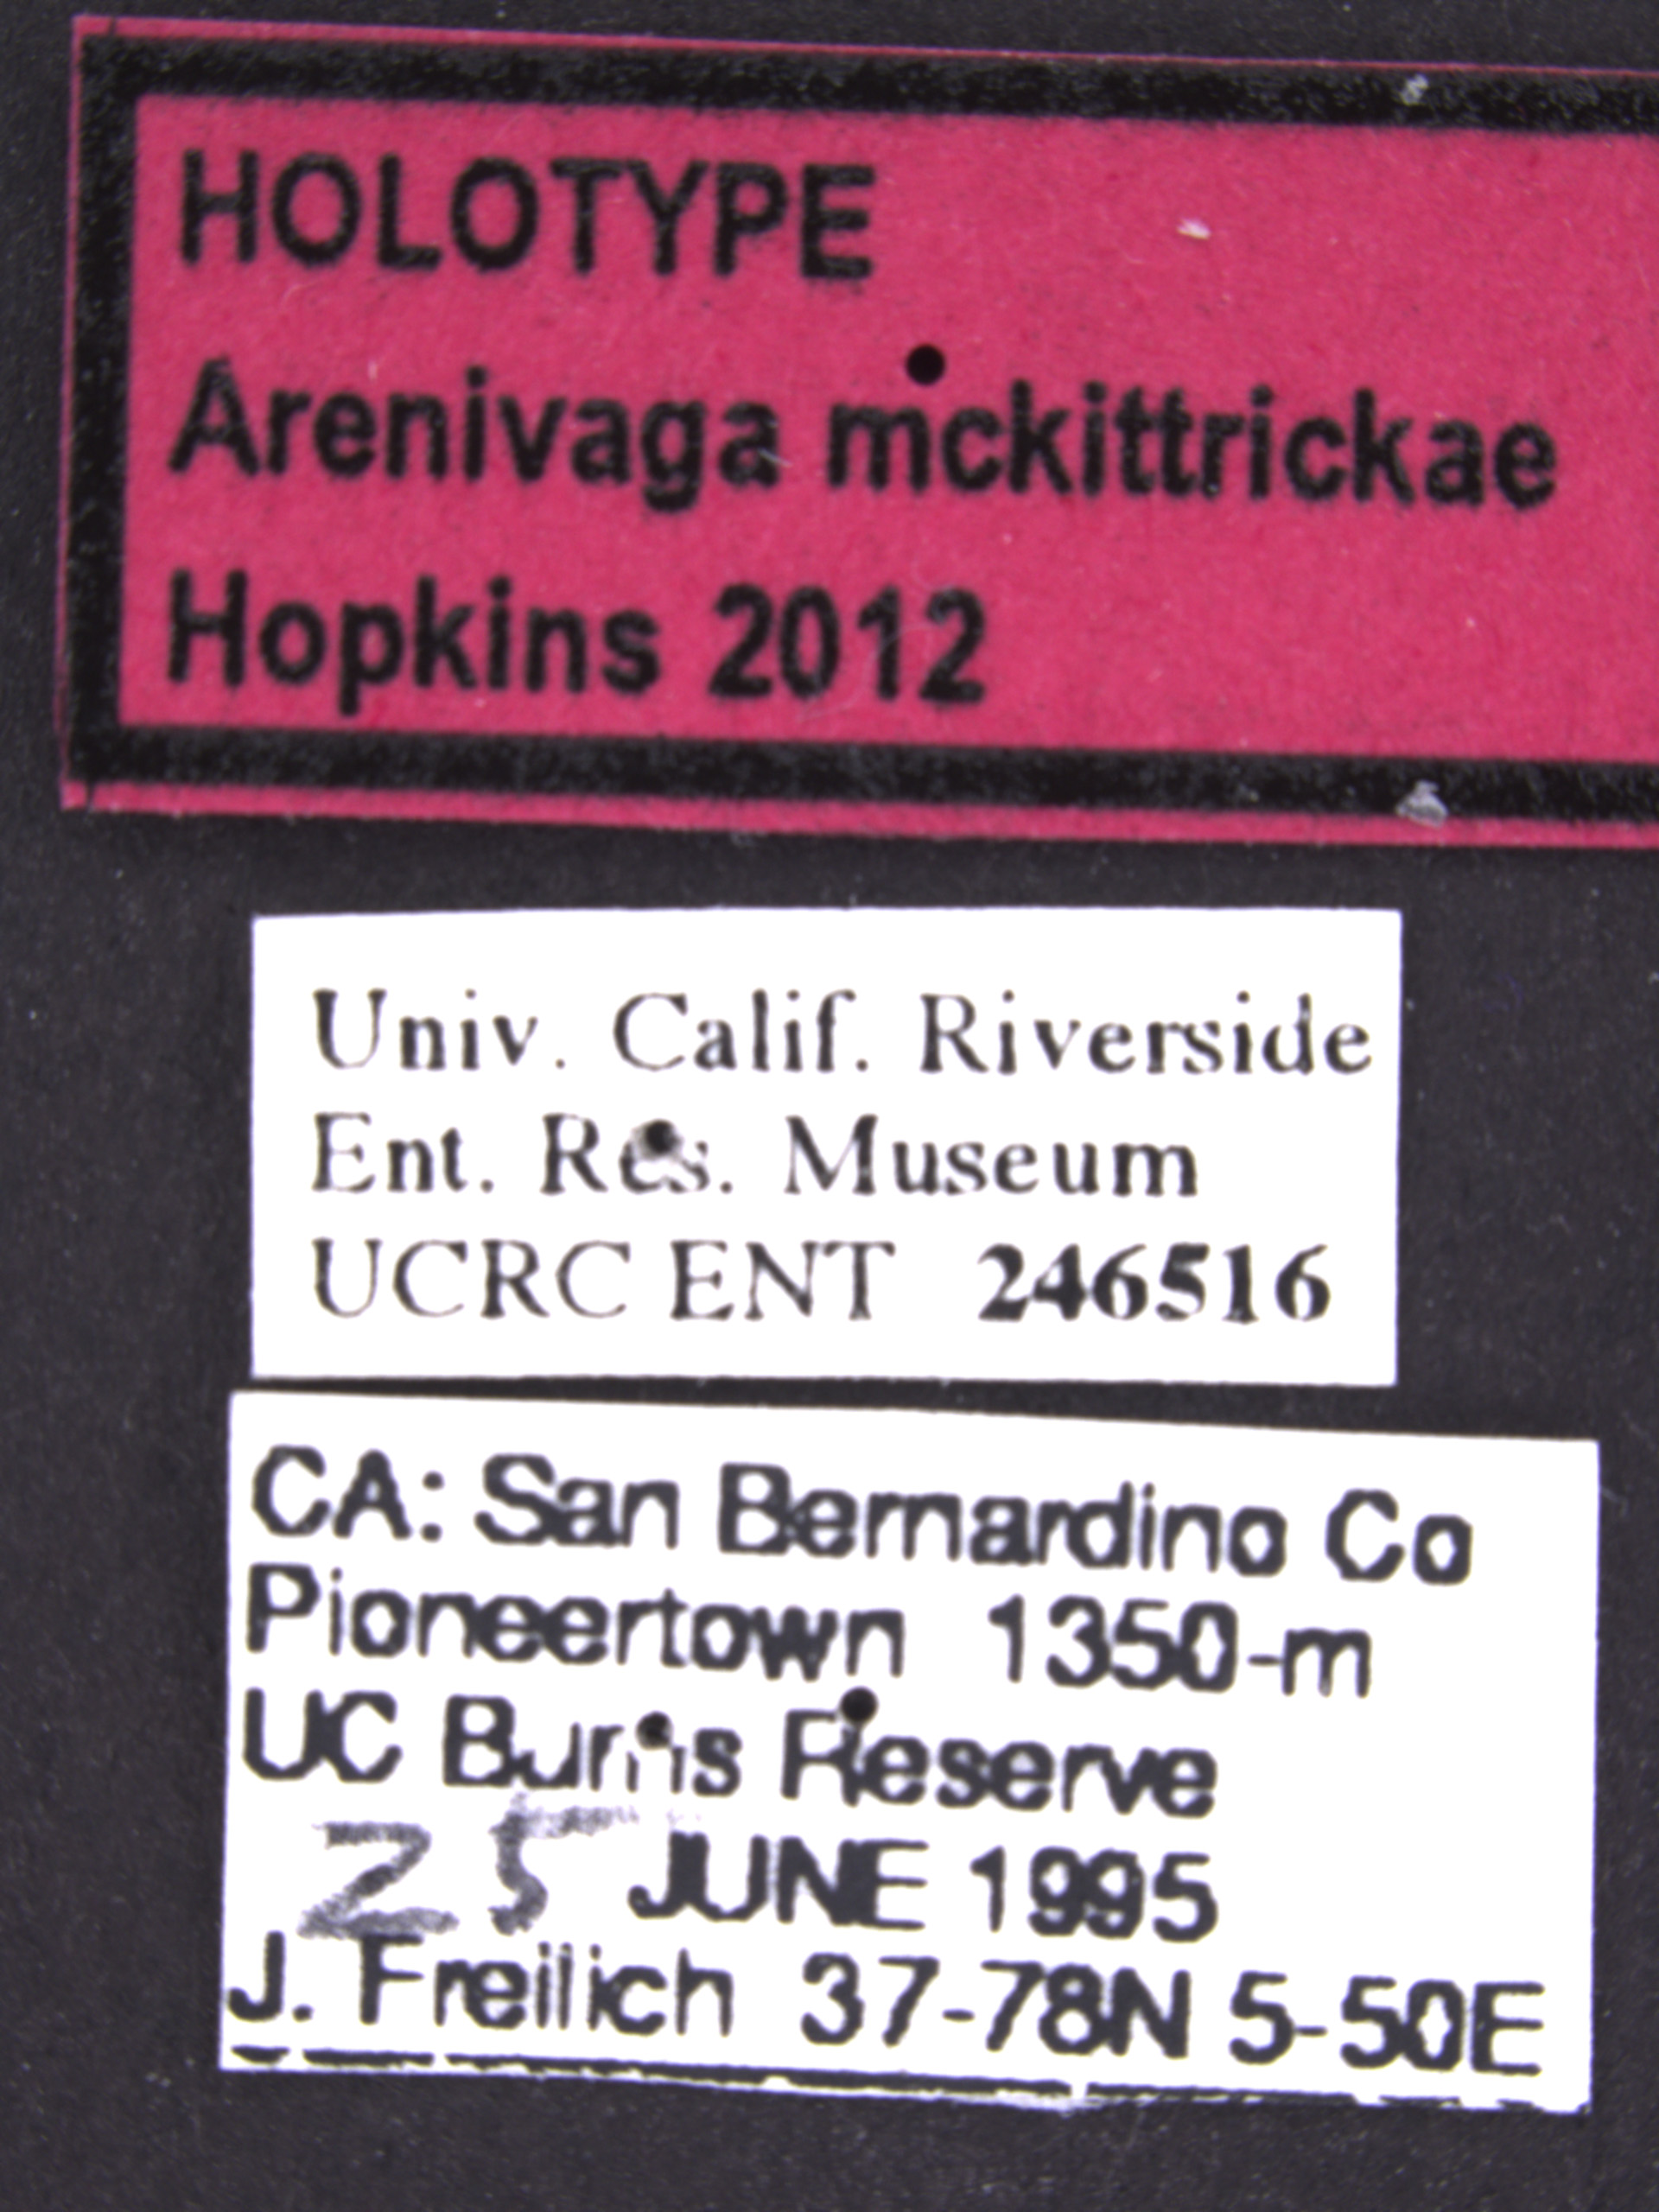 HOLOTYPE
Arenivaga mckittrickae
Hopkins 2012
Univ. Calif. Riverside
Ent. Res. Museum
UCRC ENT 246516
CA: San Bernardino Co
Pioneertown 1350-m
UC Burns Reserve
25 JUNE 1995
J. Freilich 37-78N 5-50E